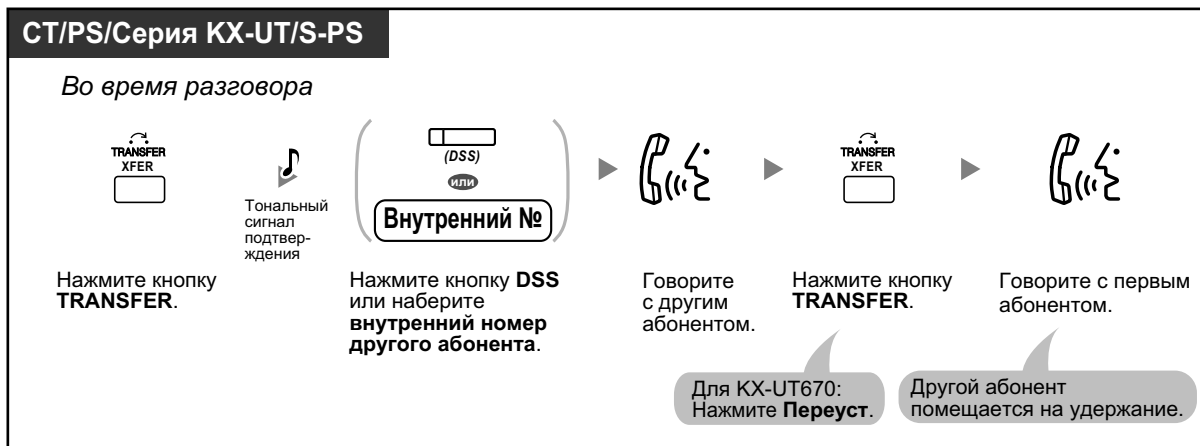 СТ/PS/Серия KX-UT/S-PS
Во время разговора
TRANSFER
XFER
Тональный
сигнал
подтвер-
ждения
(DSS)
или
Внутренний №
TRANSFER
XFER
Нажмите кнопку
TRANSFER.
Нажмите кнопку DSS
или наберите
внутренний номер
другого абонента.
Говорите
с другим
абонентом.
Нажмите кнопку
TRANSFER.
Говорите с первым
абонентом.
Для KX-UT670:
Нажмите Переуст.
Другой абонент
помещается на удержание.